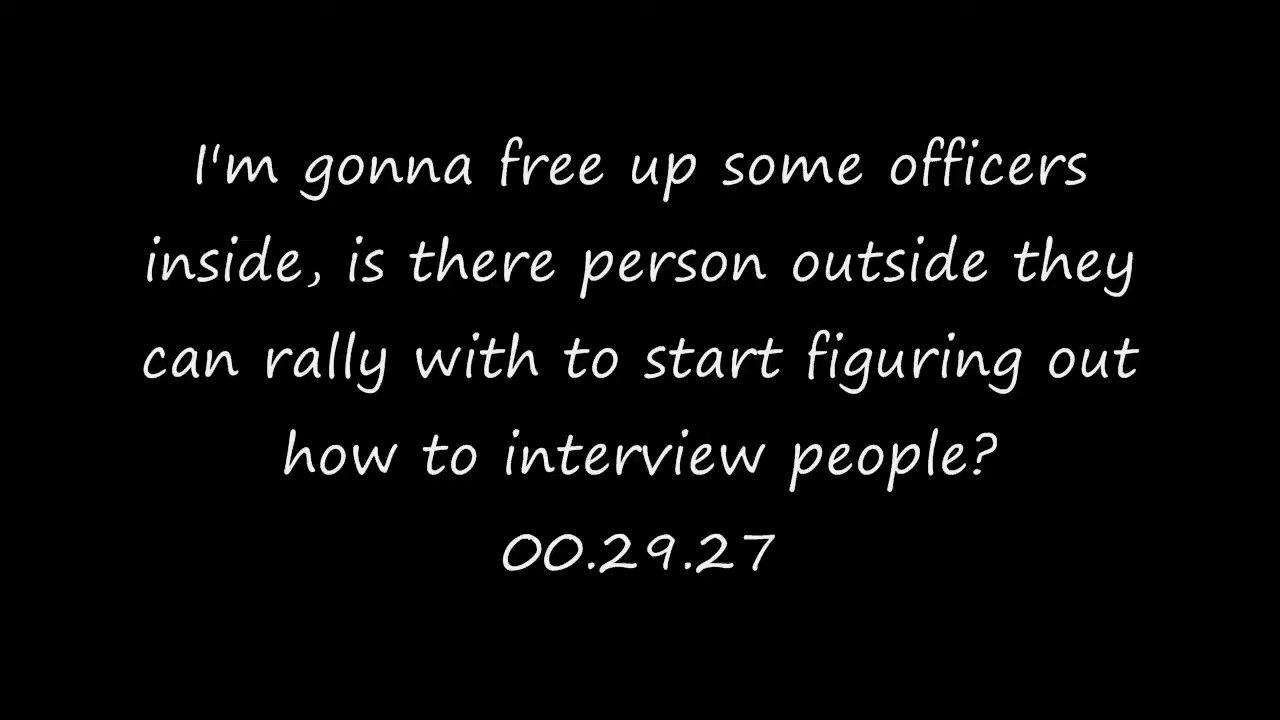 I'm gonna free up some officers
inside, is there person outside they
can rally with to start figuring out
how to interview people?
00.29.27